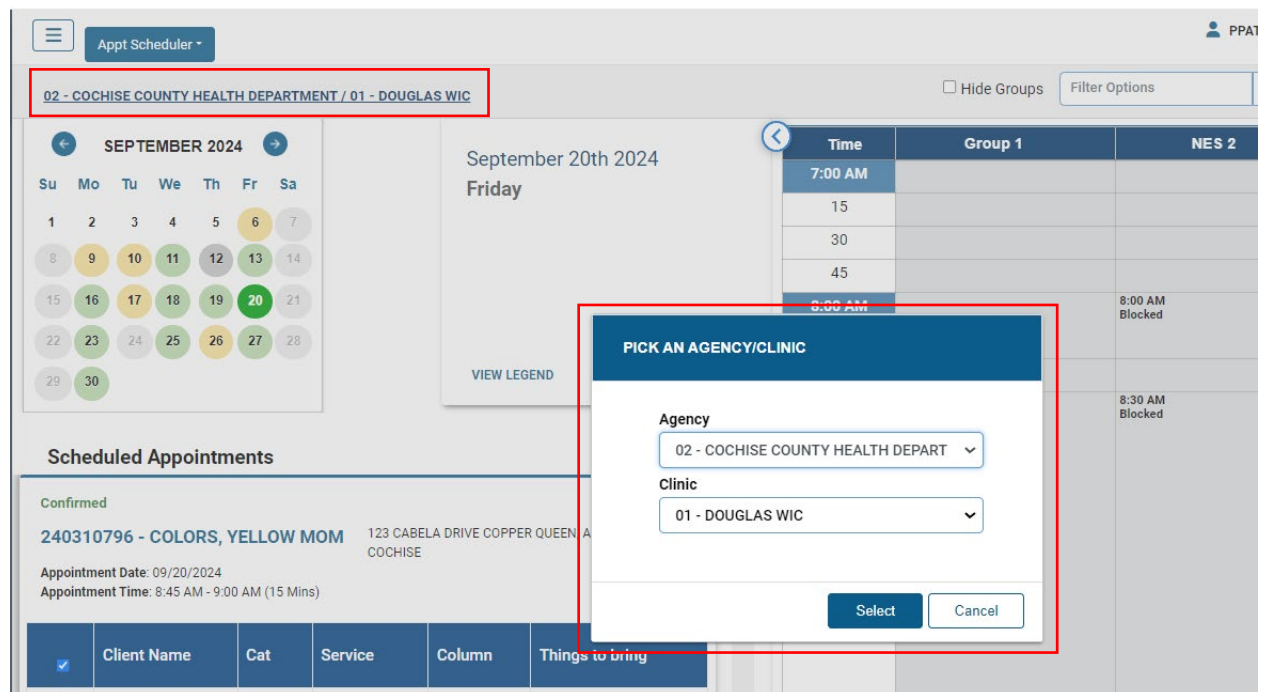 Appt Scheduler
PPAT
02 - COCHISE COUNTY HEALTH DEPARTMENT / 01 - DOUGLAS WIC
Hide Groups
Filter Options
SEPTEMBER 2024
Su Mo Tu We Th Fr Sa
1 2 3 4 5 6 7
8 9 10 11 12 13 14
15 16 17 18 19 20 21
22 23 24 25 26 27 28
29 30
September 20th 2024
Friday
VIEW LEGEND
Time Group 1 NES 2
7:00 AM
15
30
45
8:00 AM
8:00 AM
Blocked
8:30 AM
Blocked
PICK AN AGENCY/CLINIC
Agency
02 - COCHISE COUNTY HEALTH DEPART
Clinic
01 - DOUGLAS WIC
Select Cancel
Scheduled Appointments
Confirmed
240310796 - COLORS, YELLOW MOM
123 CABELA DRIVE COPPER QUEEN, A
COCHISE
Appointment Date: 09/20/2024
Appointment Time: 8:45 AM - 9:00 AM (15 Mins)
Client Name Cat Service Column Things to bring